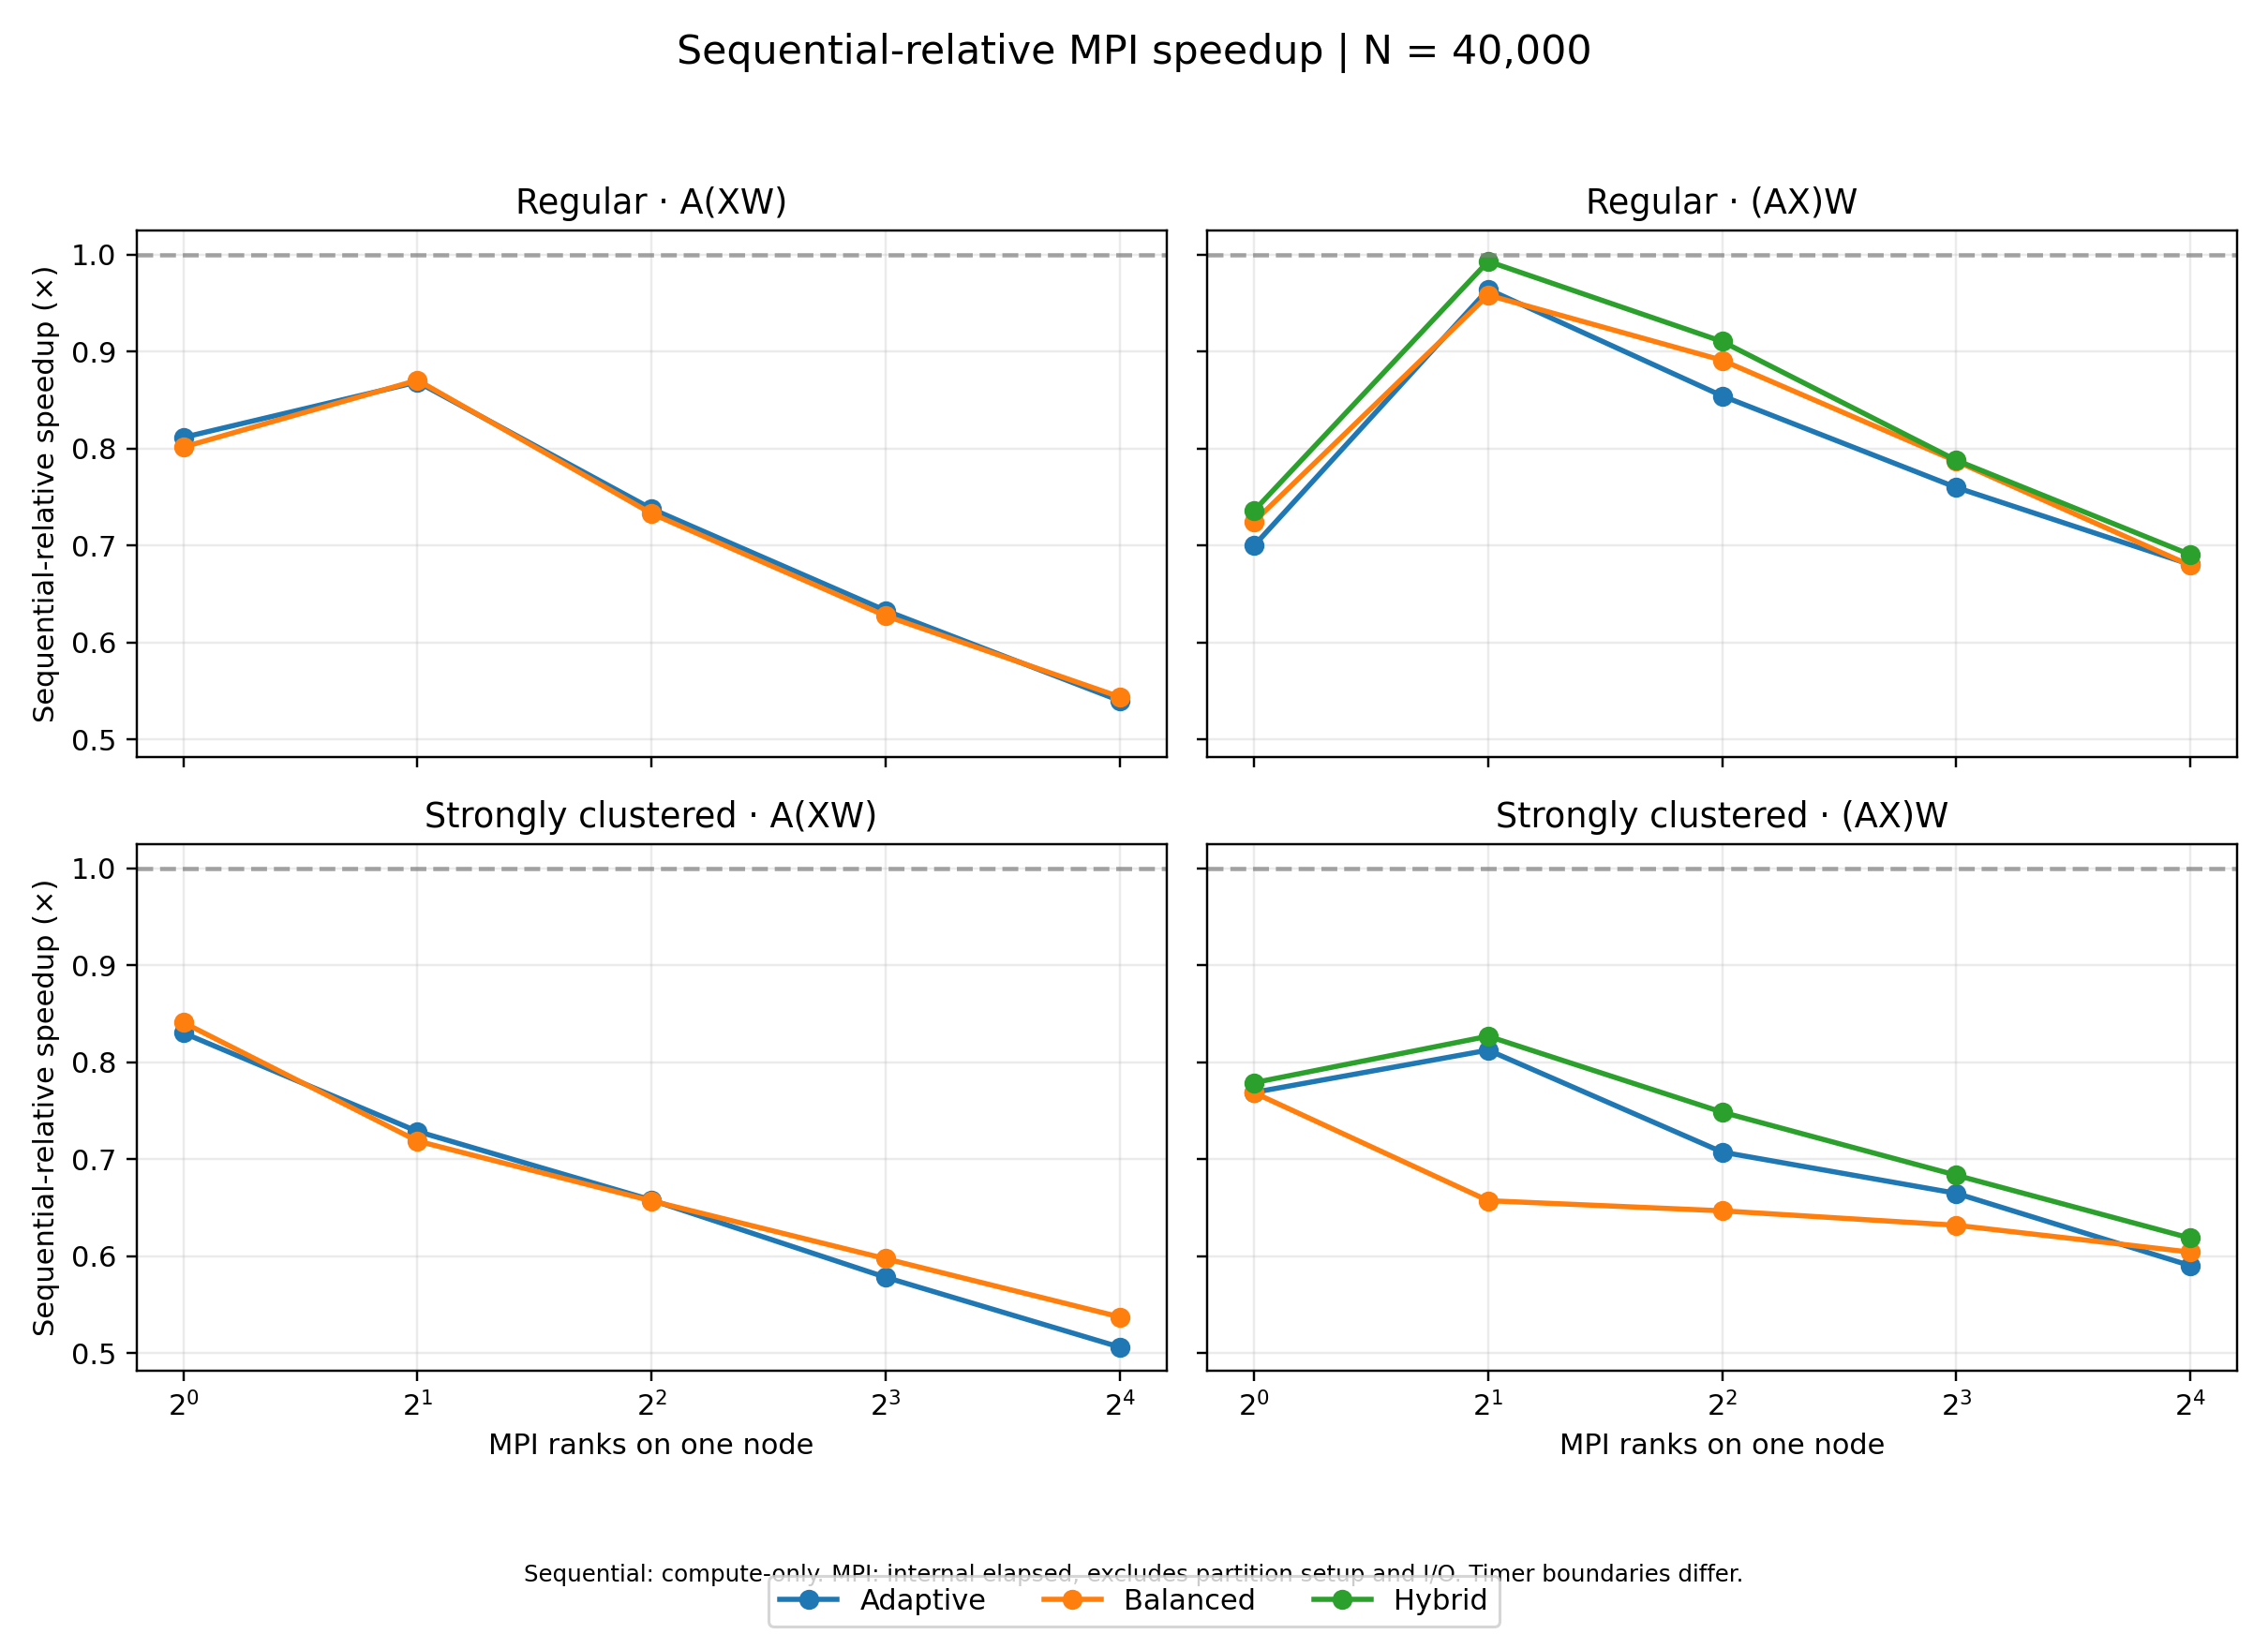 Sequential-relative MPI speedup | N = 40,000
Regular · A(XW)
Regular · (AX)W
Sequential-relative speedup (×)
1.0
0.9
0.8
0.7
0.6
0.5
Strongly clustered · A(XW)
Strongly clustered · (AX)W
Sequential-relative speedup (×)
1.0
0.9
0.8
0.7
0.6
0.5
2⁰ 2¹ 2² 2³ 2⁴
2⁰ 2¹ 2² 2³ 2⁴
MPI ranks on one node
MPI ranks on one node
Sequential: compute-only. MPI: internal elapsed, excludes partition setup and I/O. Timer boundaries differ.
Adaptive Balanced Hybrid